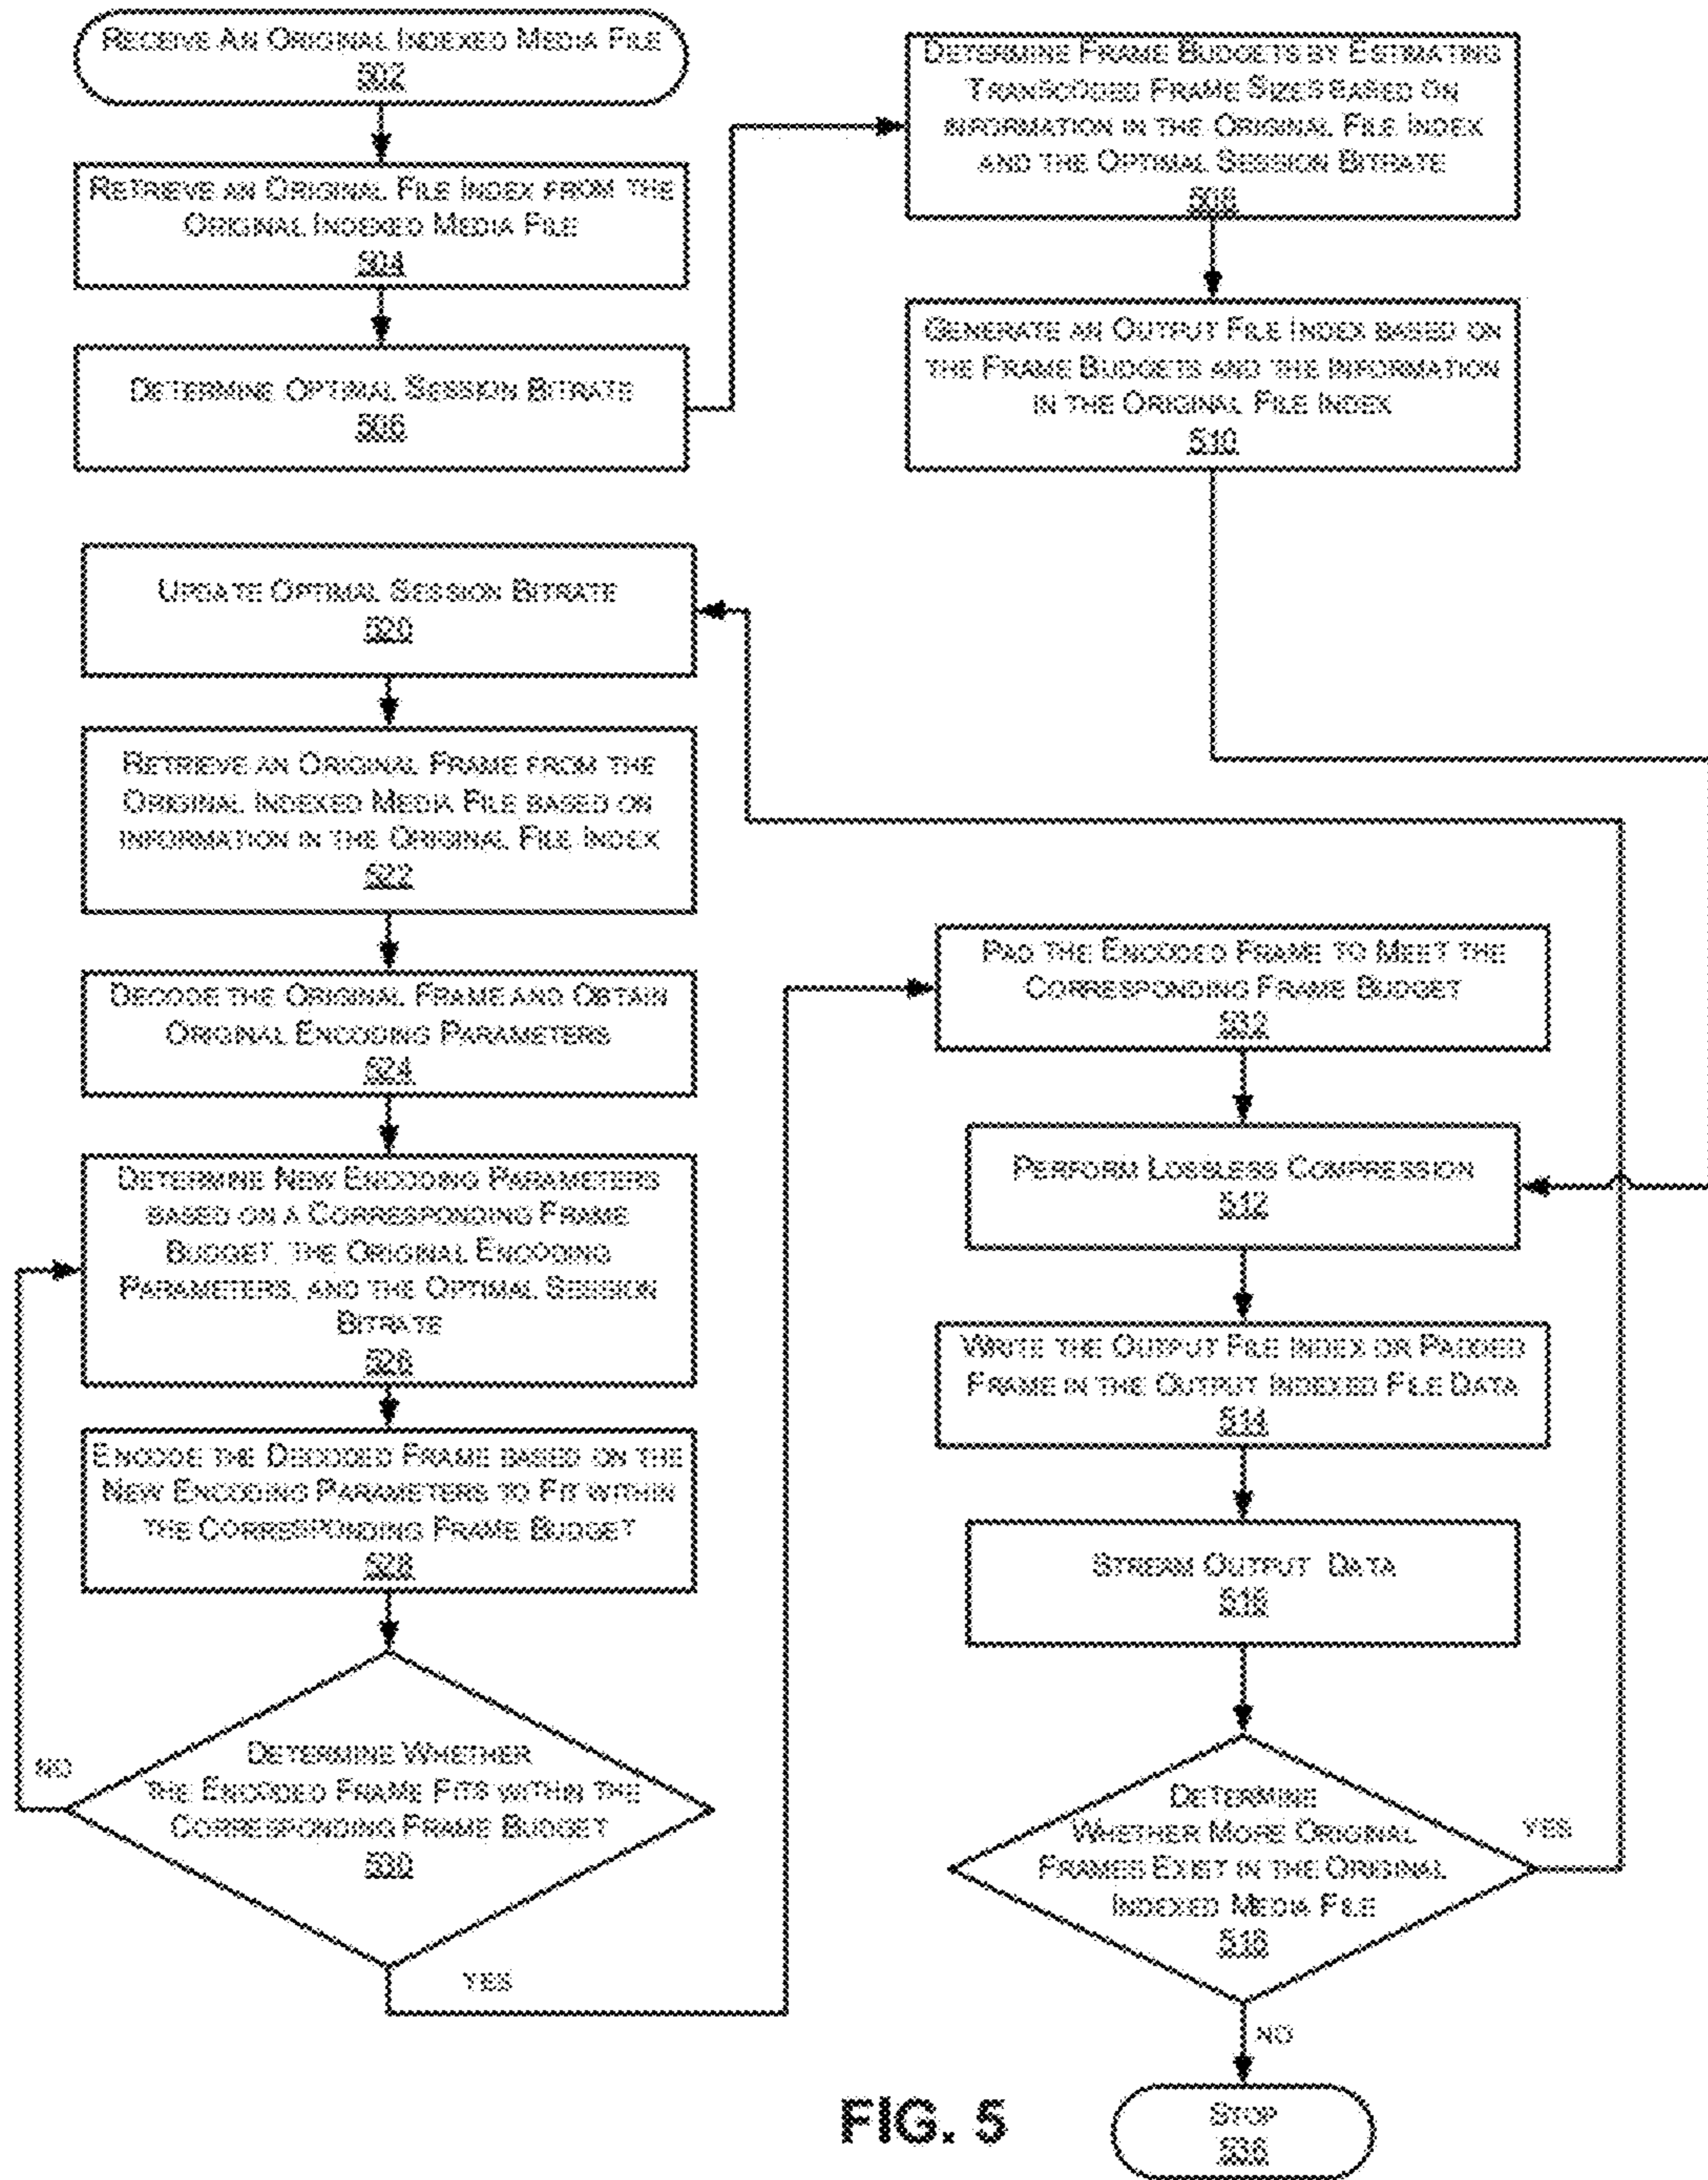 RECEIVE AN ORIGINAL INDEXED MEDIA FILE
502
RETRIEVE AN ORIGINAL FILE INDEX FROM THE
ORIGINAL INDEXED MEDIA FILE
504
DETERMINE OPTIMAL SESSION BITRATE
506
DETERMINE FRAME BUDGETS BY ESTIMATING
TRANSCODED FRAME SIZES BASED ON
INFORMATION IN THE ORIGINAL FILE INDEX
AND THE OPTIMAL SESSION BITRATE
508
GENERATE AN OUTPUT FILE INDEX BASED ON
THE FRAME BUDGETS AND THE INFORMATION
IN THE ORIGINAL FILE INDEX
510
UPDATE OPTIMAL SESSION BITRATE
520
RETRIEVE AN ORIGINAL FRAME FROM THE
ORIGINAL INDEXED MEDIA FILE BASED ON
INFORMATION IN THE ORIGINAL FILE INDEX
522
DECODE THE ORIGINAL FRAME AND OBTAIN
ORIGINAL ENCODING PARAMETERS
524
DETERMINE NEW ENCODING PARAMETERS
BASED ON A CORRESPONDING FRAME
BUDGET, THE ORIGINAL ENCODING
PARAMETERS, AND THE OPTIMAL SESSION
BITRATE
526
ENCODE THE DECODED FRAME BASED ON THE
NEW ENCODING PARAMETERS TO FIT WITHIN
THE CORRESPONDING FRAME BUDGET
528
DETERMINE WHETHER
THE ENCODED FRAME FITS WITHIN THE
CORRESPONDING FRAME BUDGET
530
NO
YES
PAD THE ENCODED FRAME TO MEET THE
CORRESPONDING FRAME BUDGET
532
PERFORM LOSSLESS COMPRESSION
512
WRITE THE OUTPUT FILE INDEX OR PADDED
FRAME IN THE OUTPUT INDEXED FILE DATA
514
STREAM OUTPUT DATA
516
DETERMINE
WHETHER MORE ORIGINAL
FRAMES EXIST IN THE ORIGINAL
INDEXED MEDIA FILE
518
YES
NO
STOP
536
FIG. 5